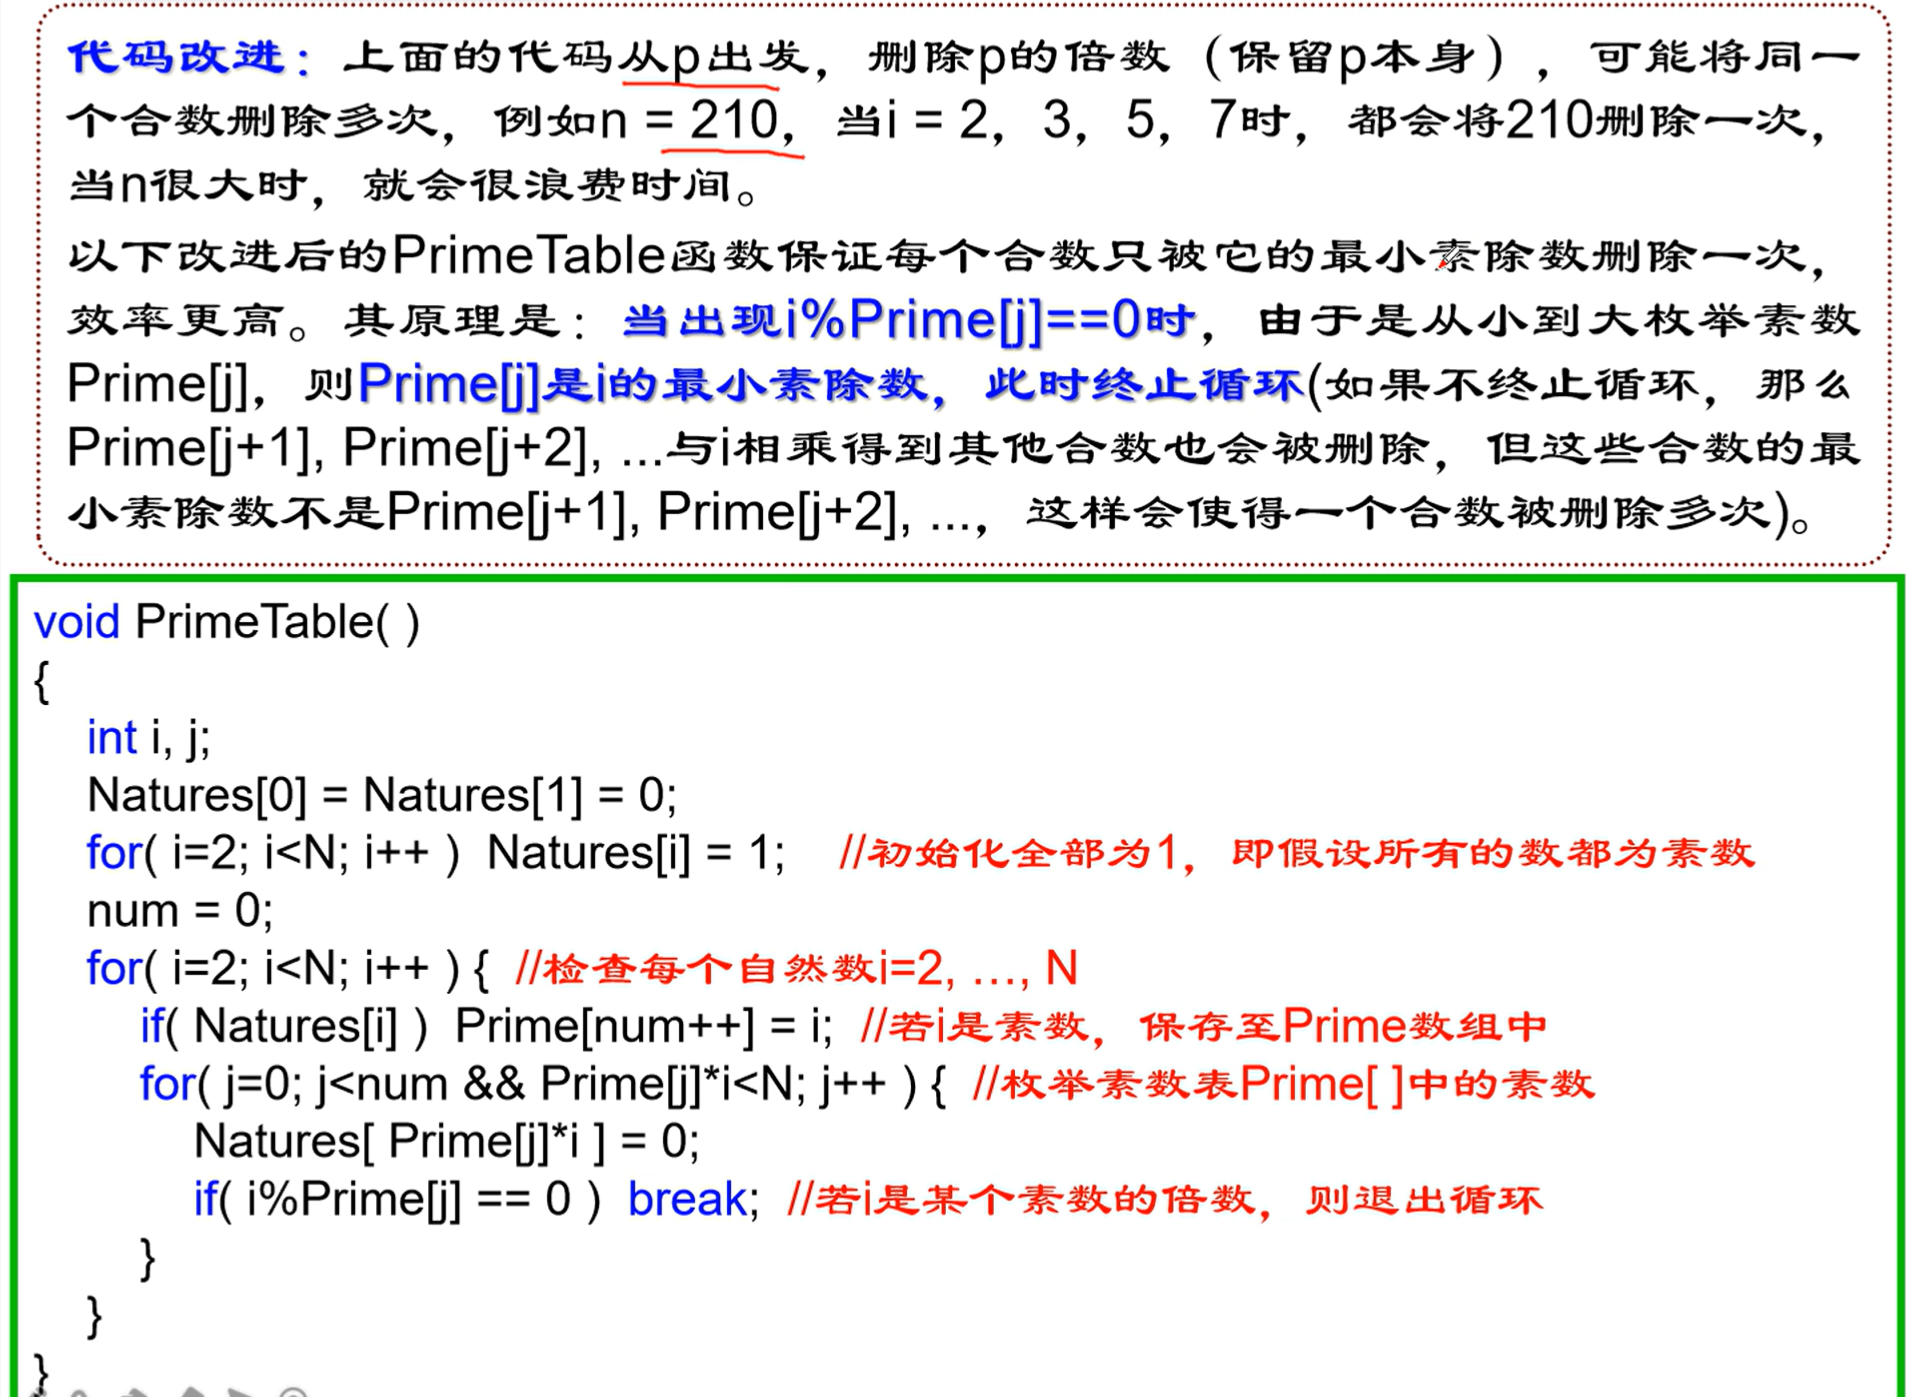 代码改进：上面的代码从p出发，删除p的倍数（保留p本身），可能将同一
个合数删除多次，例如n = 210，当i = 2，3，5，7时，都会将210删除一次，
当n很大时，就会很浪费时间。
以下改进后的PrimeTable函数保证每个合数只被它的最小素除数删除一次，
效率更高。其原理是：当出现i%Prime[j]==0时，由于是从小到大枚举素数
Prime[j]，则Prime[j]是i的最小素除数，此时终止循环(如果不终止循环，那么
Prime[j+1], Prime[j+2], ...与i相乘得到其他合数也会被删除，但这些合数的最
小素除数不是Prime[j+1], Prime[j+2], ...，这样会使得一个合数被删除多次)。
void PrimeTable( )
{
int i, j;
Natures[0] = Natures[1] = 0;
for( i=2; i<N; i++ ) Natures[i] = 1; //初始化全部为1，即假设所有的数都为素数
num = 0;
for( i=2; i<N; i++ ) { //检查每个自然数i=2, …, N
if( Natures[i] ) Prime[num++] = i; //若i是素数，保存至Prime数组中
for( j=0; j<num && Prime[j]*i<N; j++ ) { //枚举素数表Prime[ ]中的素数
Natures[ Prime[j]*i ] = 0;
if( i%Prime[j] == 0 ) break; //若i是某个素数的倍数，则退出循环
}
}
}